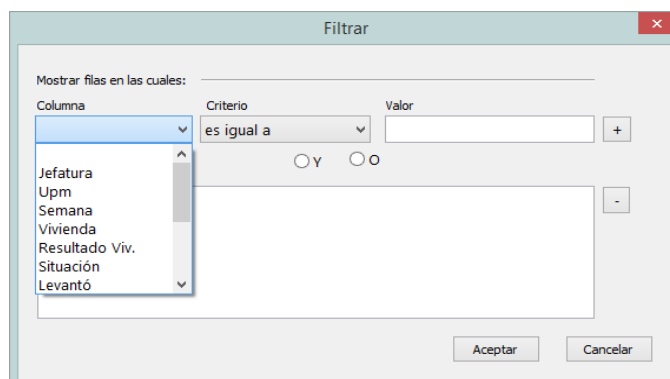 Filtrar
Mostrar filas en las cuales:
Columna Criterio Valor
es igual a +
Y O
Jefatura
Upm
Semana
Vivienda
Resultado Viv.
Situación
Levantó
-
Aceptar Cancelar